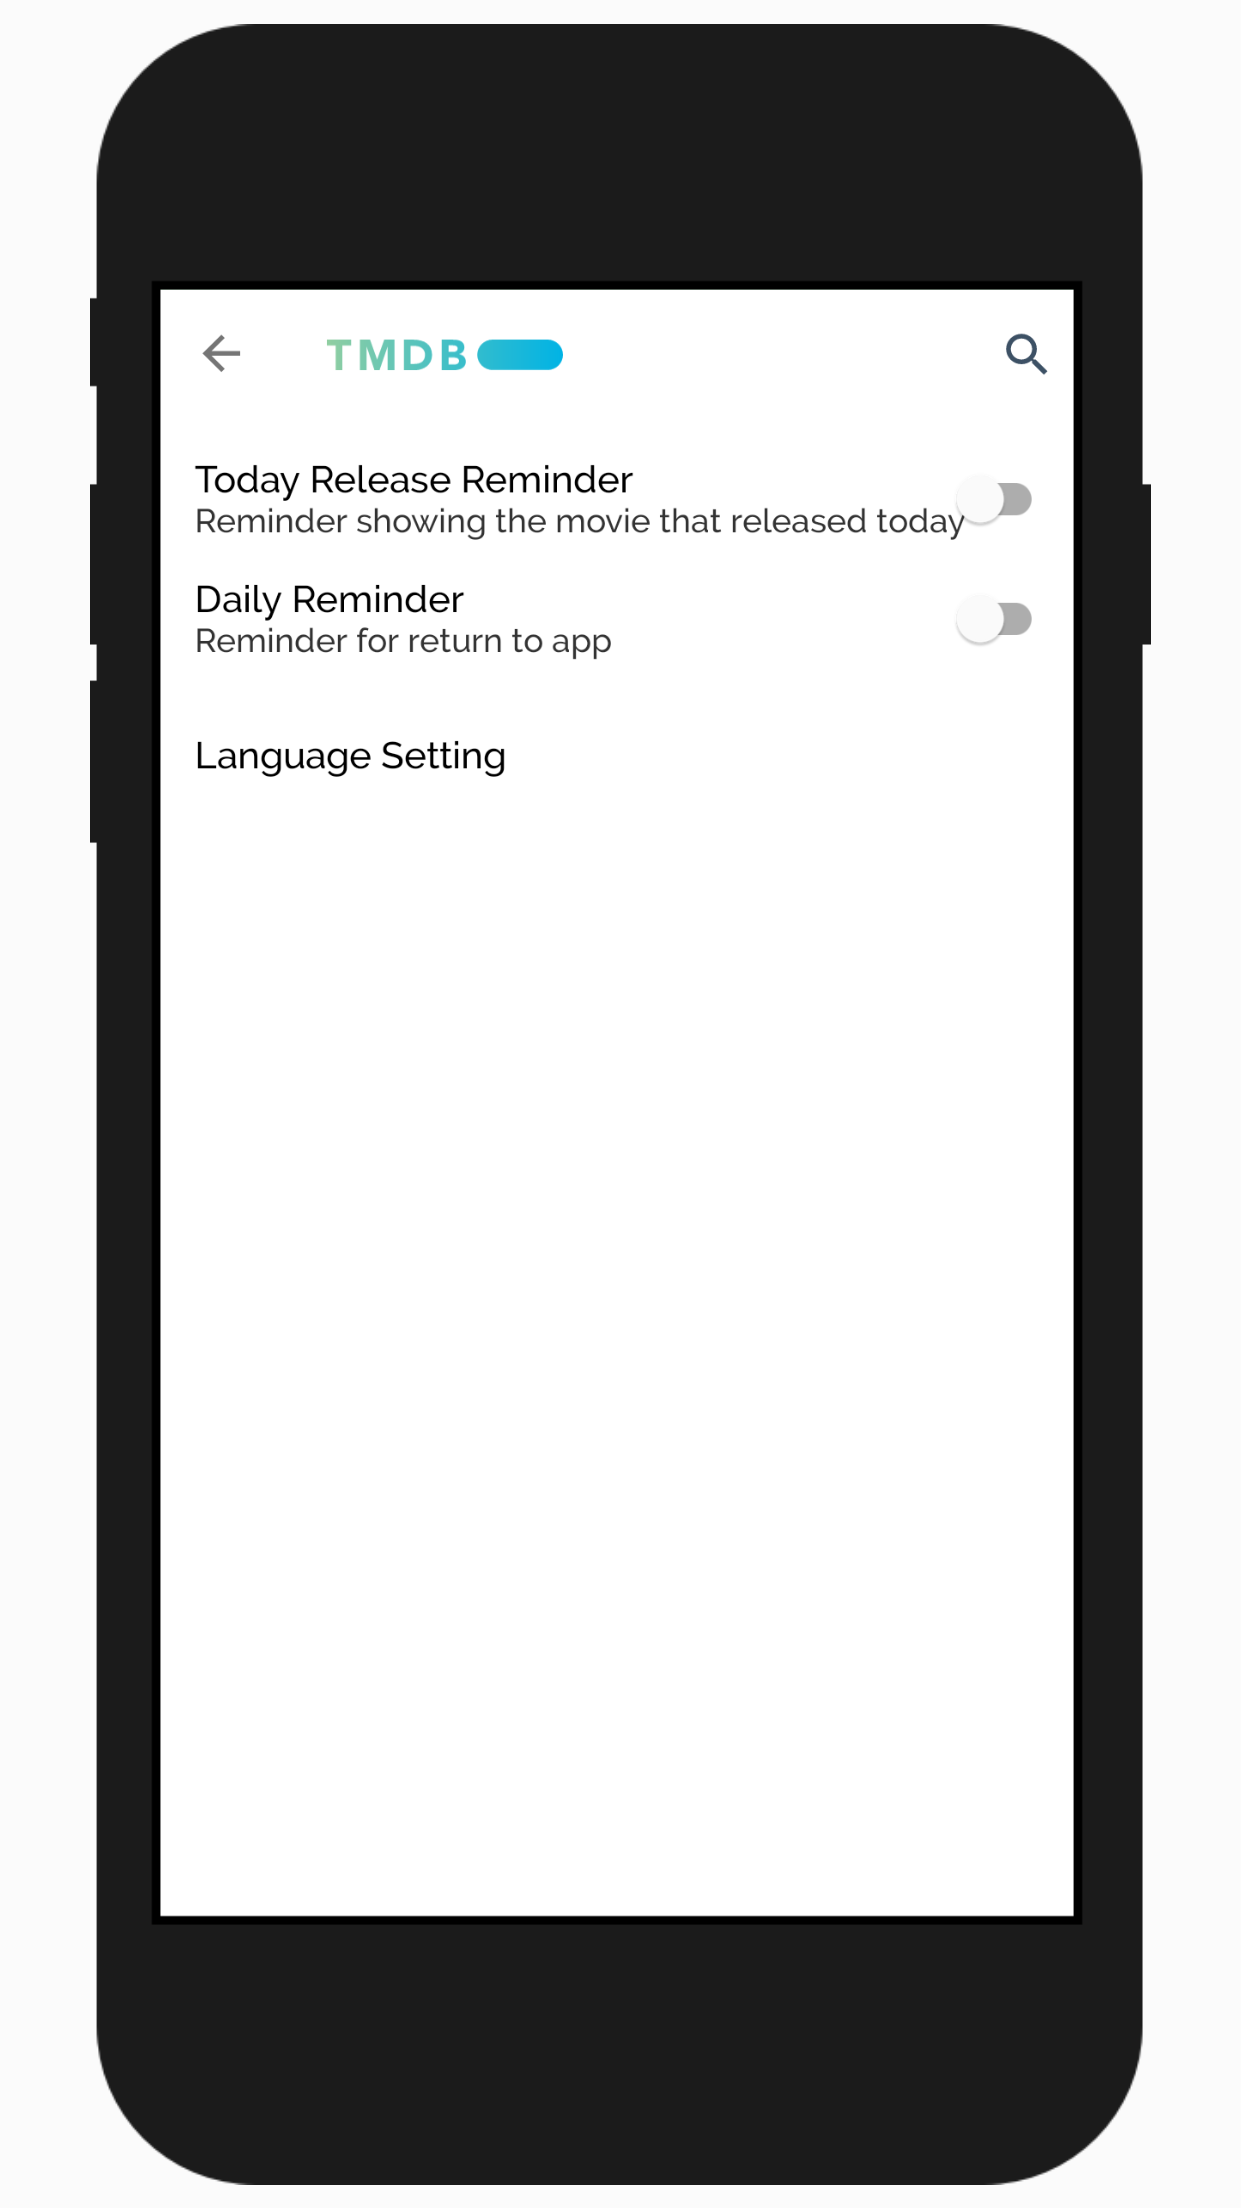 TMDB
Today Release Reminder
Reminder showing the movie that released today
Daily Reminder
Reminder for return to app
Language Setting